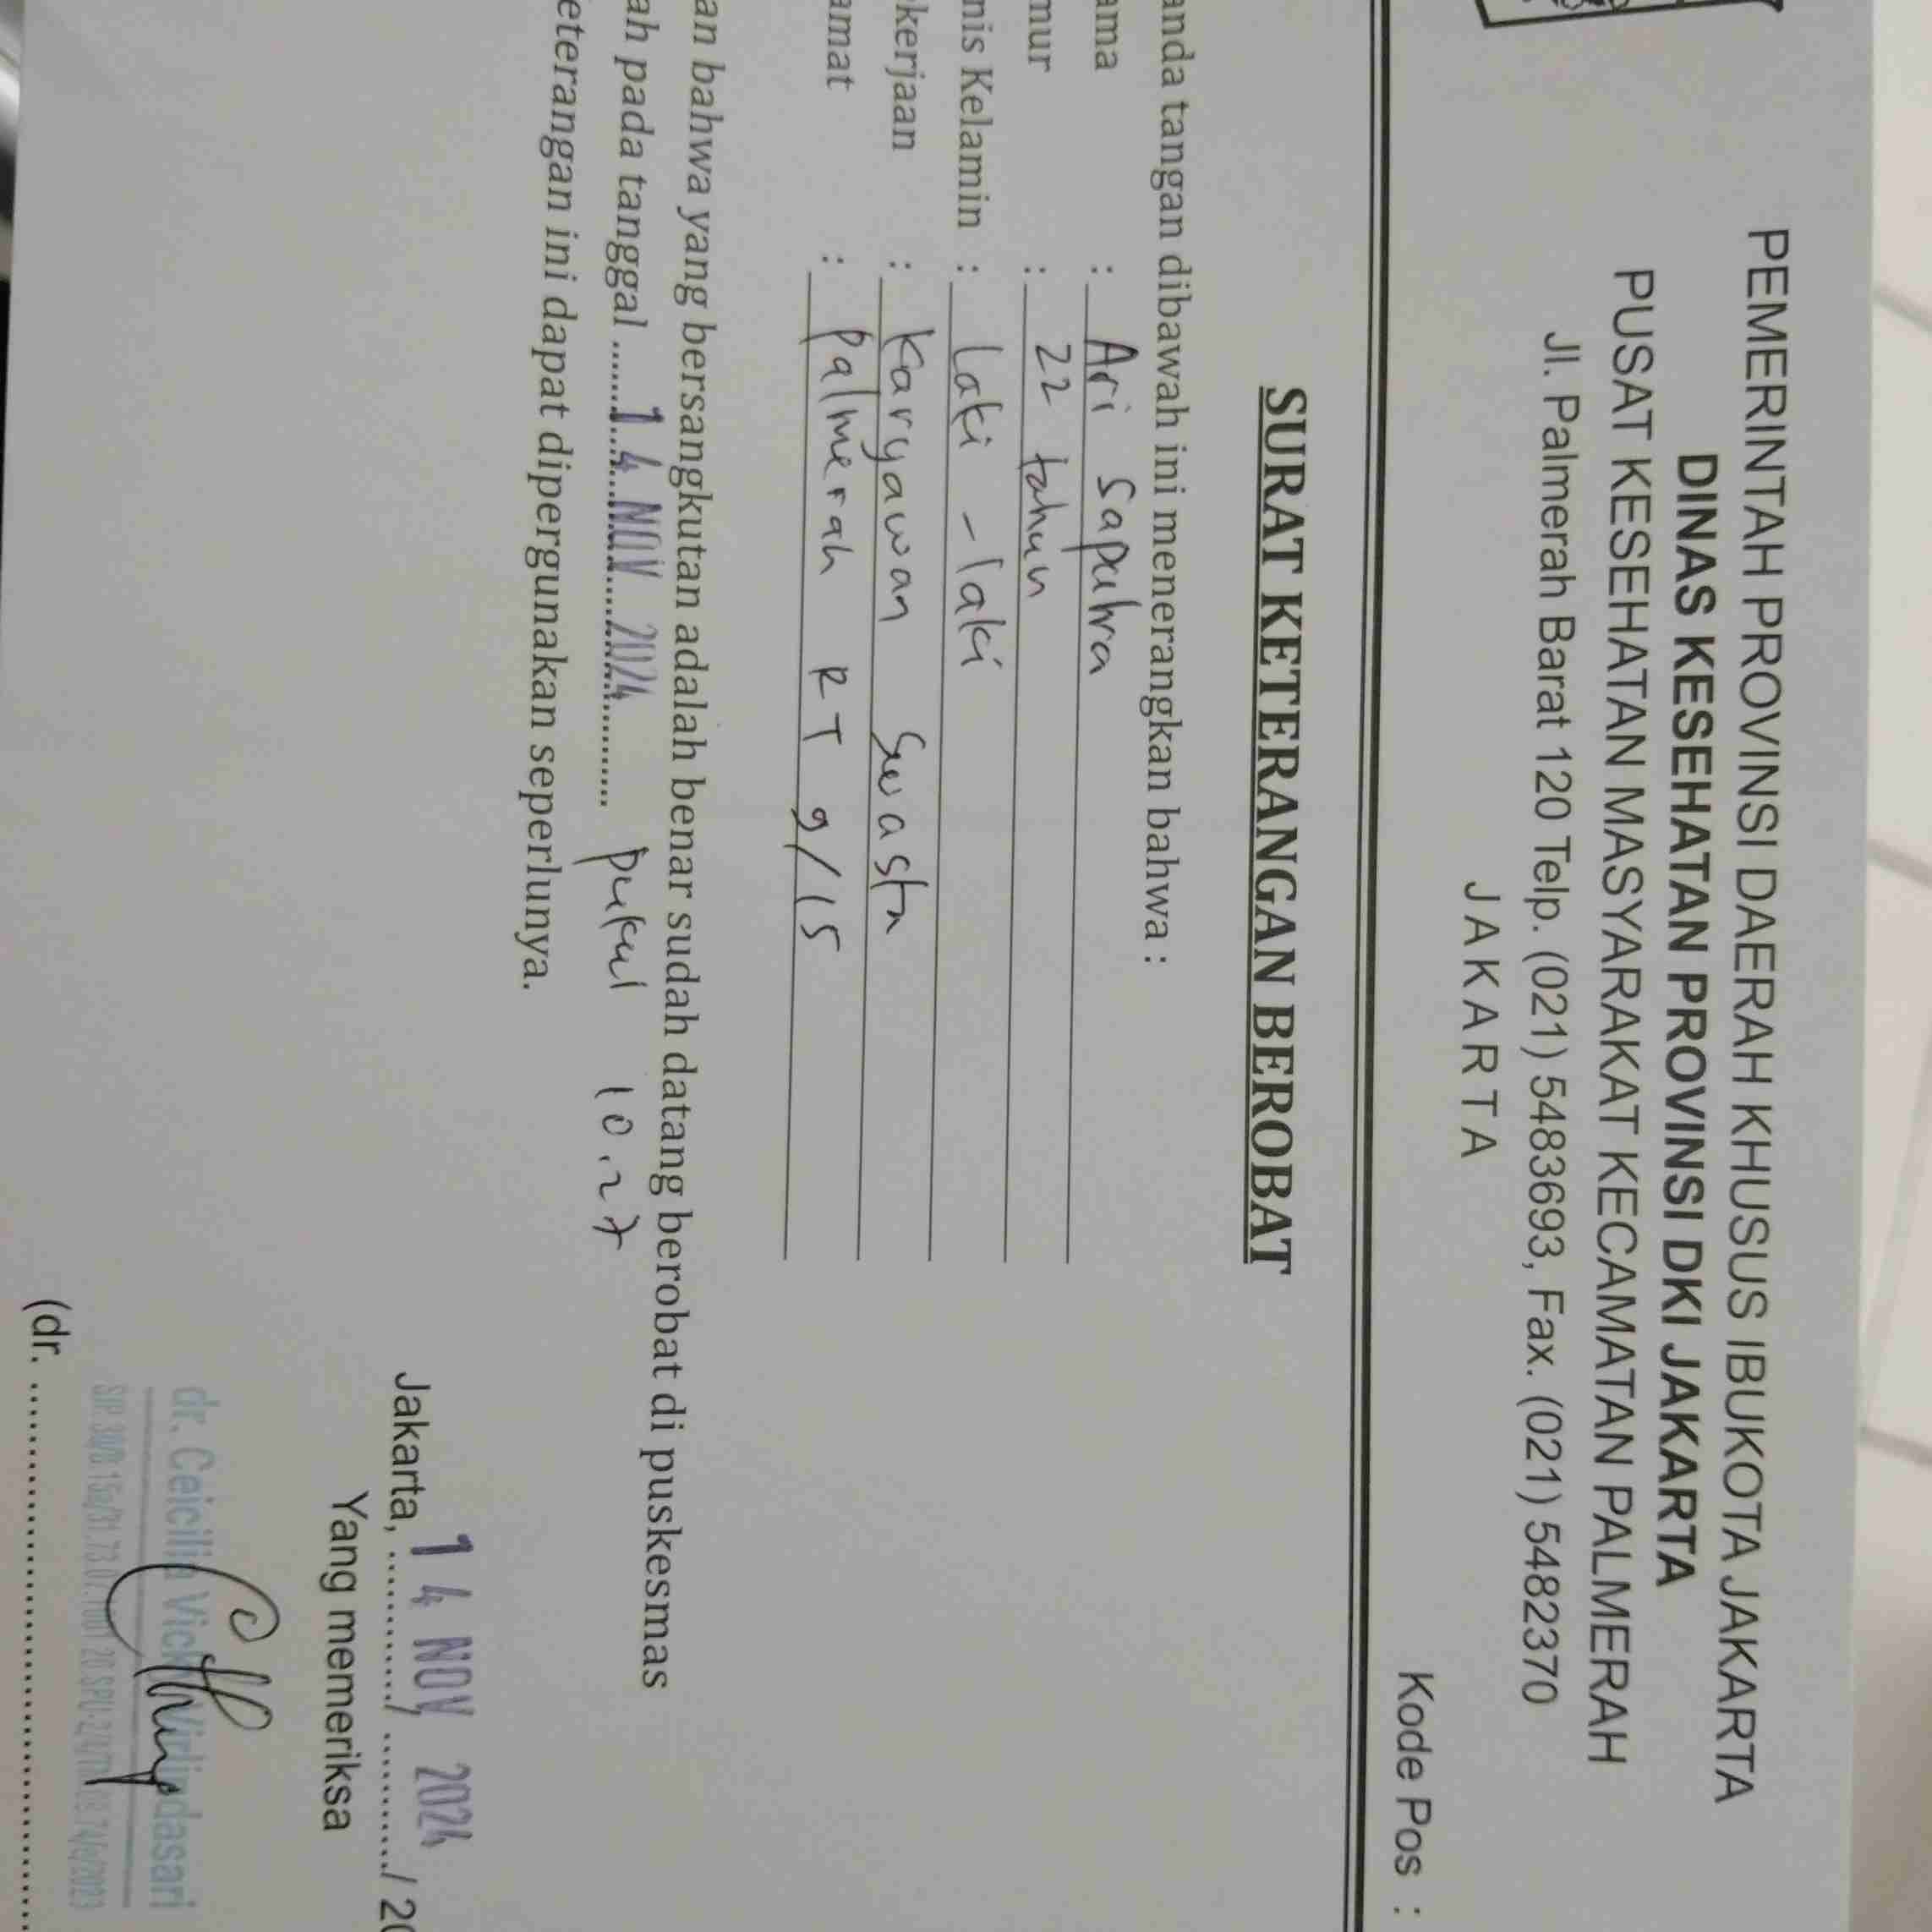 PEMERINTAH PROVINSI DAERAH KHUSUS IBUKOTA JAKARTA
DINAS KESEHATAN PROVINSI DKI JAKARTA
PUSAT KESEHATAN MASYARAKAT KECAMATAN PALMERAH
Jl. Palmerah Barat 120 Telp. (021) 5483693, Fax. (021) 5482370
JAKARTA
Kode Pos :
SURAT KETERANGAN BEROBAT
anda tangan dibawah ini menerangkan bahwa :
ama : Ari Saputra
mur : 22 tahun
nis Kelamin : Laki - laki
kerjaan : Karyawan Swasta
amat : Palmerah RT 9/15
an bahwa yang bersangkutan adalah benar sudah datang berobat di puskesmas
ah pada tanggal 14 NOV 2024 pukul 10.27
eterangan ini dapat dipergunakan seperlunya.
Jakarta, 14 NOV 2024 / 20
Yang memeriksa
dr. Ceicilia
(dr.